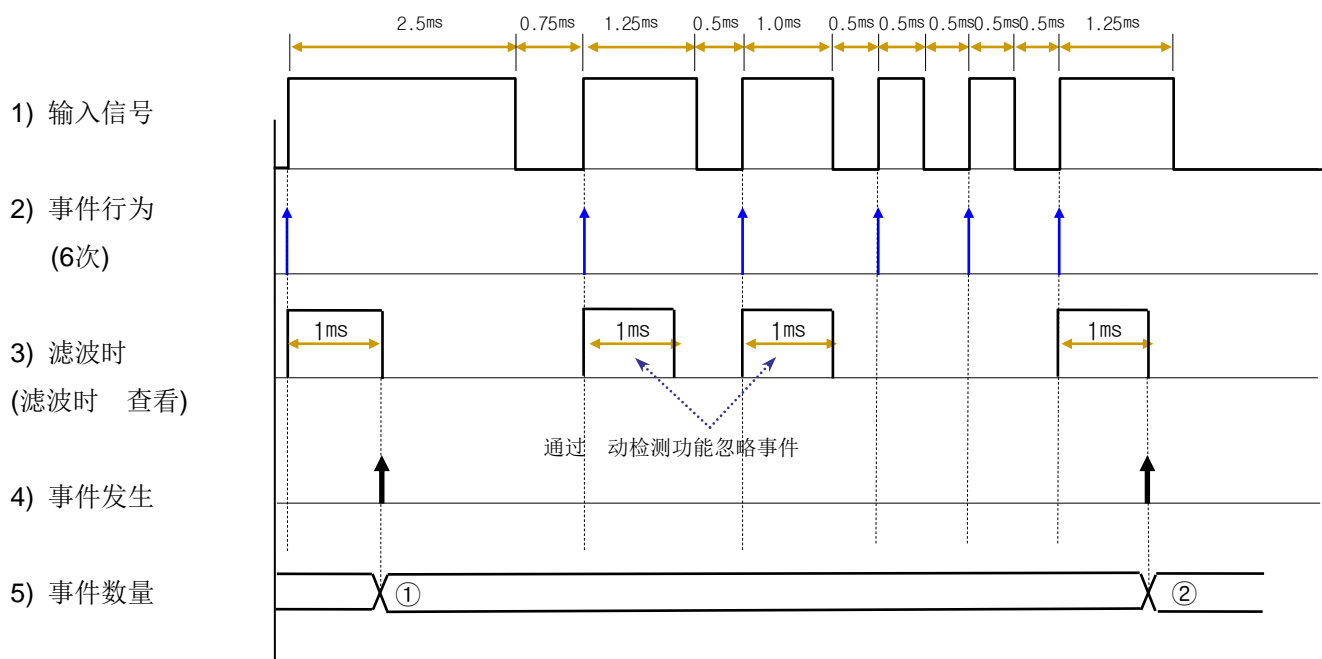 2.5ms 0.75ms 1.25ms 0.5ms 1.0ms 0.5ms 0.5ms 0.5ms 0.5ms 0.5ms 1.25ms
1) 输入信号
2) 事件行为
(6次)
1ms 1ms 1ms 1ms
3) 滤波时
(滤波时 查看)
通过 动检测功能忽略事件
4) 事件发生
5) 事件数量 ① ②